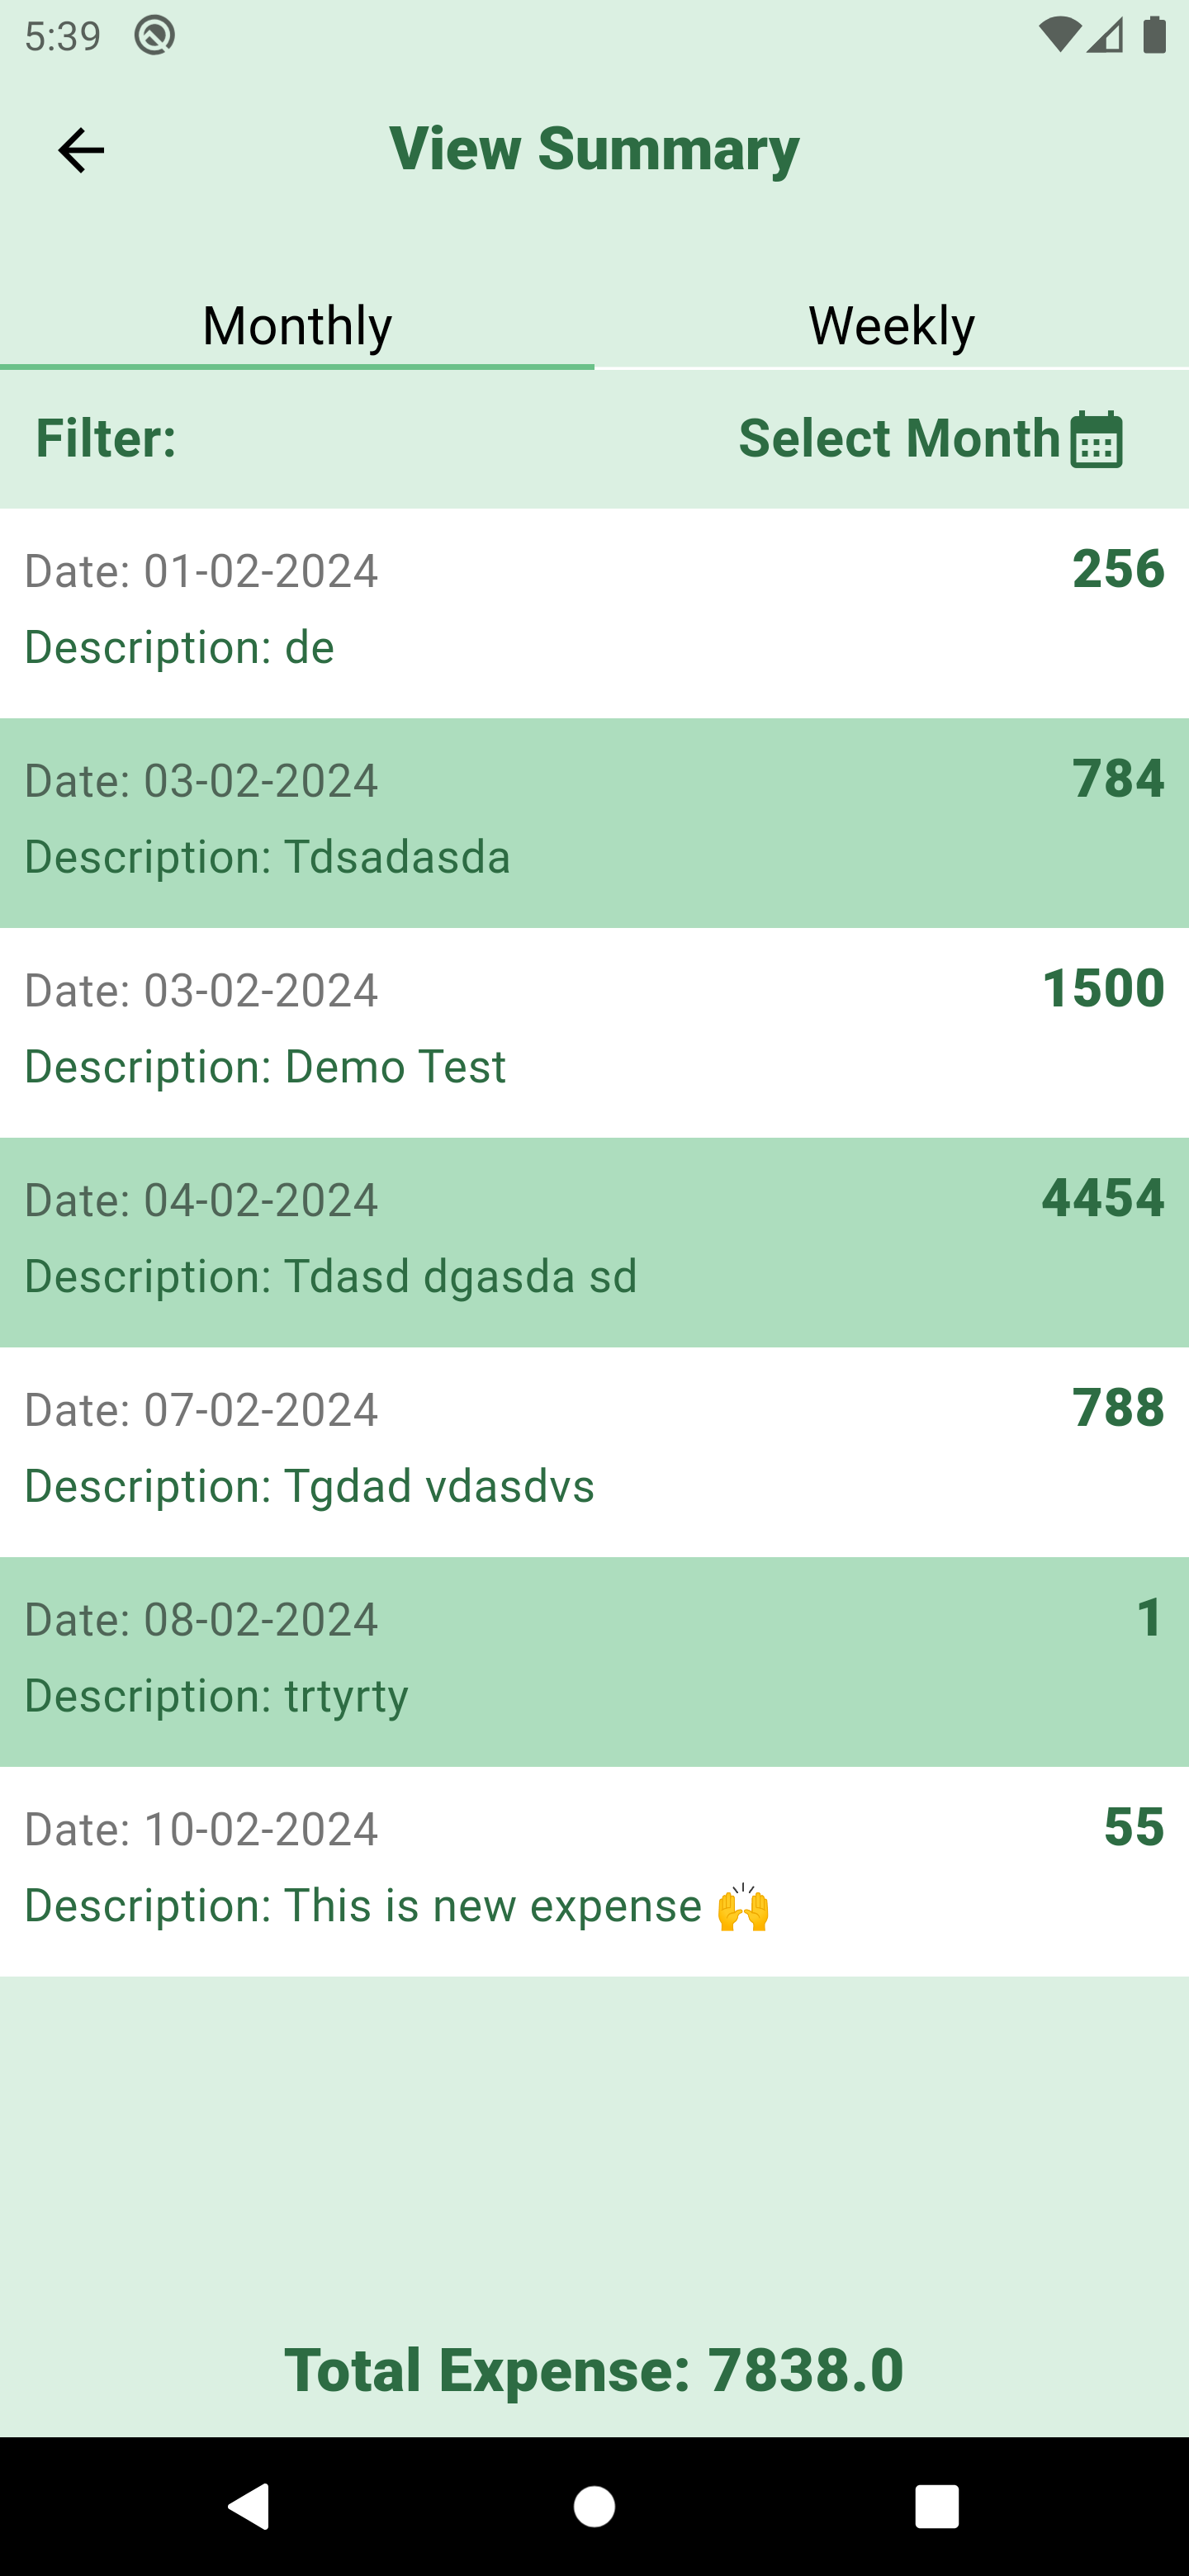 5:39
View Summary
Monthly Weekly
Filter: Select Month
Date: 01-02-2024 256
Description: de
Date: 03-02-2024 784
Description: Tdsadasda
Date: 03-02-2024 1500
Description: Demo Test
Date: 04-02-2024 4454
Description: Tdasd dgasda sd
Date: 07-02-2024 788
Description: Tgdad vdasdvs
Date: 08-02-2024 1
Description: trtyrty
Date: 10-02-2024 55
Description: This is new expense 🙌
Total Expense: 7838.0